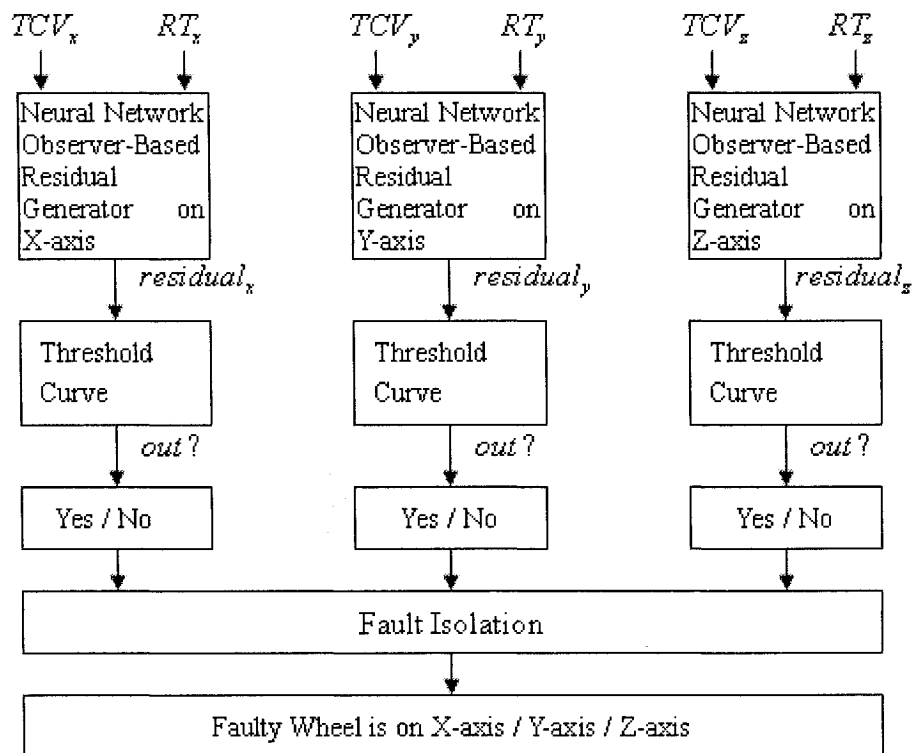 TCV_x RT_x TCV_y RT_y TCV_z RT_z
Neural Network
Observer-Based
Residual
Generator on
X-axis
Neural Network
Observer-Based
Residual
Generator on
Y-axis
Neural Network
Observer-Based
Residual
Generator on
Z-axis
residual_x residual_y residual_z
Threshold
Curve
Threshold
Curve
Threshold
Curve
out? out? out?
Yes / No Yes / No Yes / No
Fault Isolation
Faulty Wheel is on X-axis / Y-axis / Z-axis